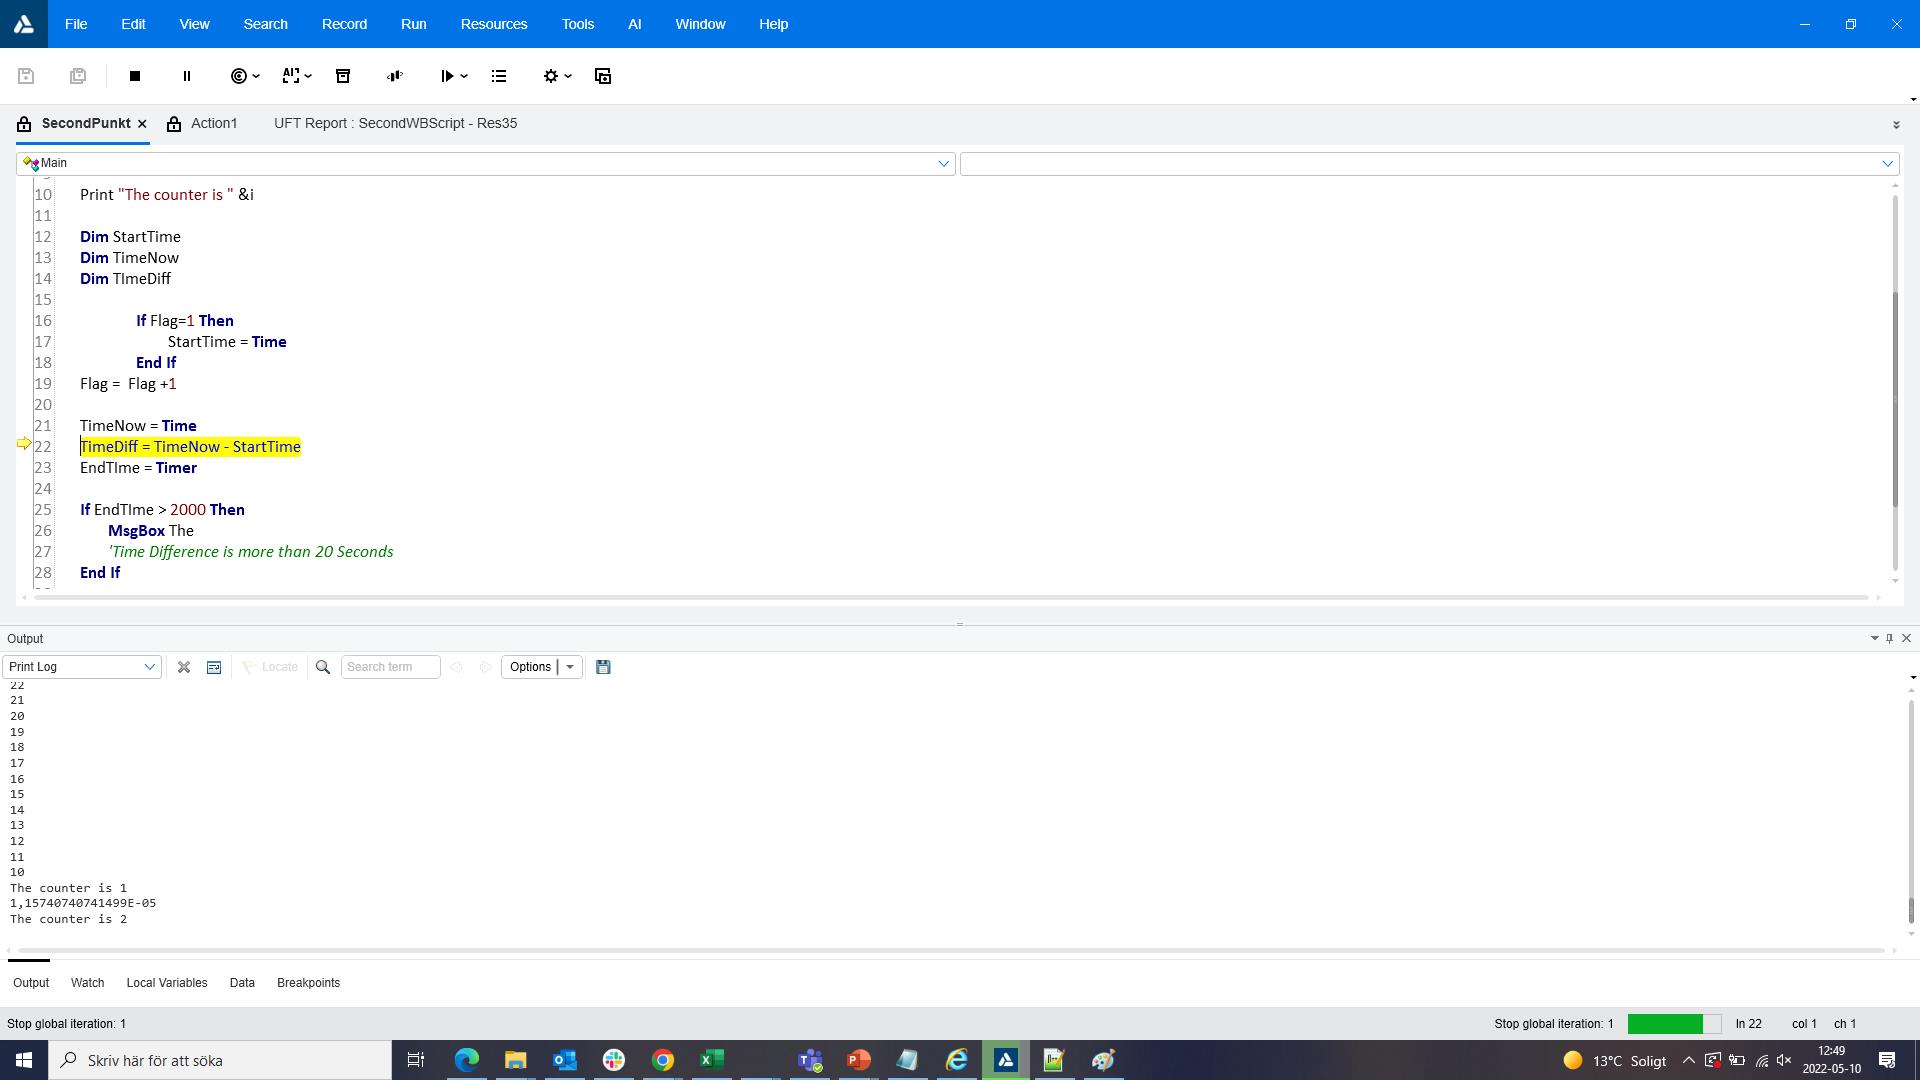 File Edit View Search Record Run Resources Tools AI Window Help
SecondPunkt Action1 UFT Report : SecondWBScript - Res35
Main
10 Print "The counter is " &i
11
12 Dim StartTime
13 Dim TimeNow
14 Dim TImeDiff
15
16 If Flag=1 Then
17 StartTime = Time
18 End If
19 Flag = Flag +1
20
21 TimeNow = Time
22 TimeDiff = TimeNow - StartTime
23 EndTIme = Timer
24
25 If EndTIme > 2000 Then
26 MsgBox The
27 'Time Difference is more than 20 Seconds
28 End If
Output
Print Log Locate Search term Options
22
21
20
19
18
17
16
15
14
13
12
11
10
The counter is 1
1,15740740741499E-05
The counter is 2
Output Watch Local Variables Data Breakpoints
Stop global iteration: 1 Stop global iteration: 1 ln 22 col 1 ch 1
Skriv här för att söka 13°C Soligt 12:49
2022-05-10